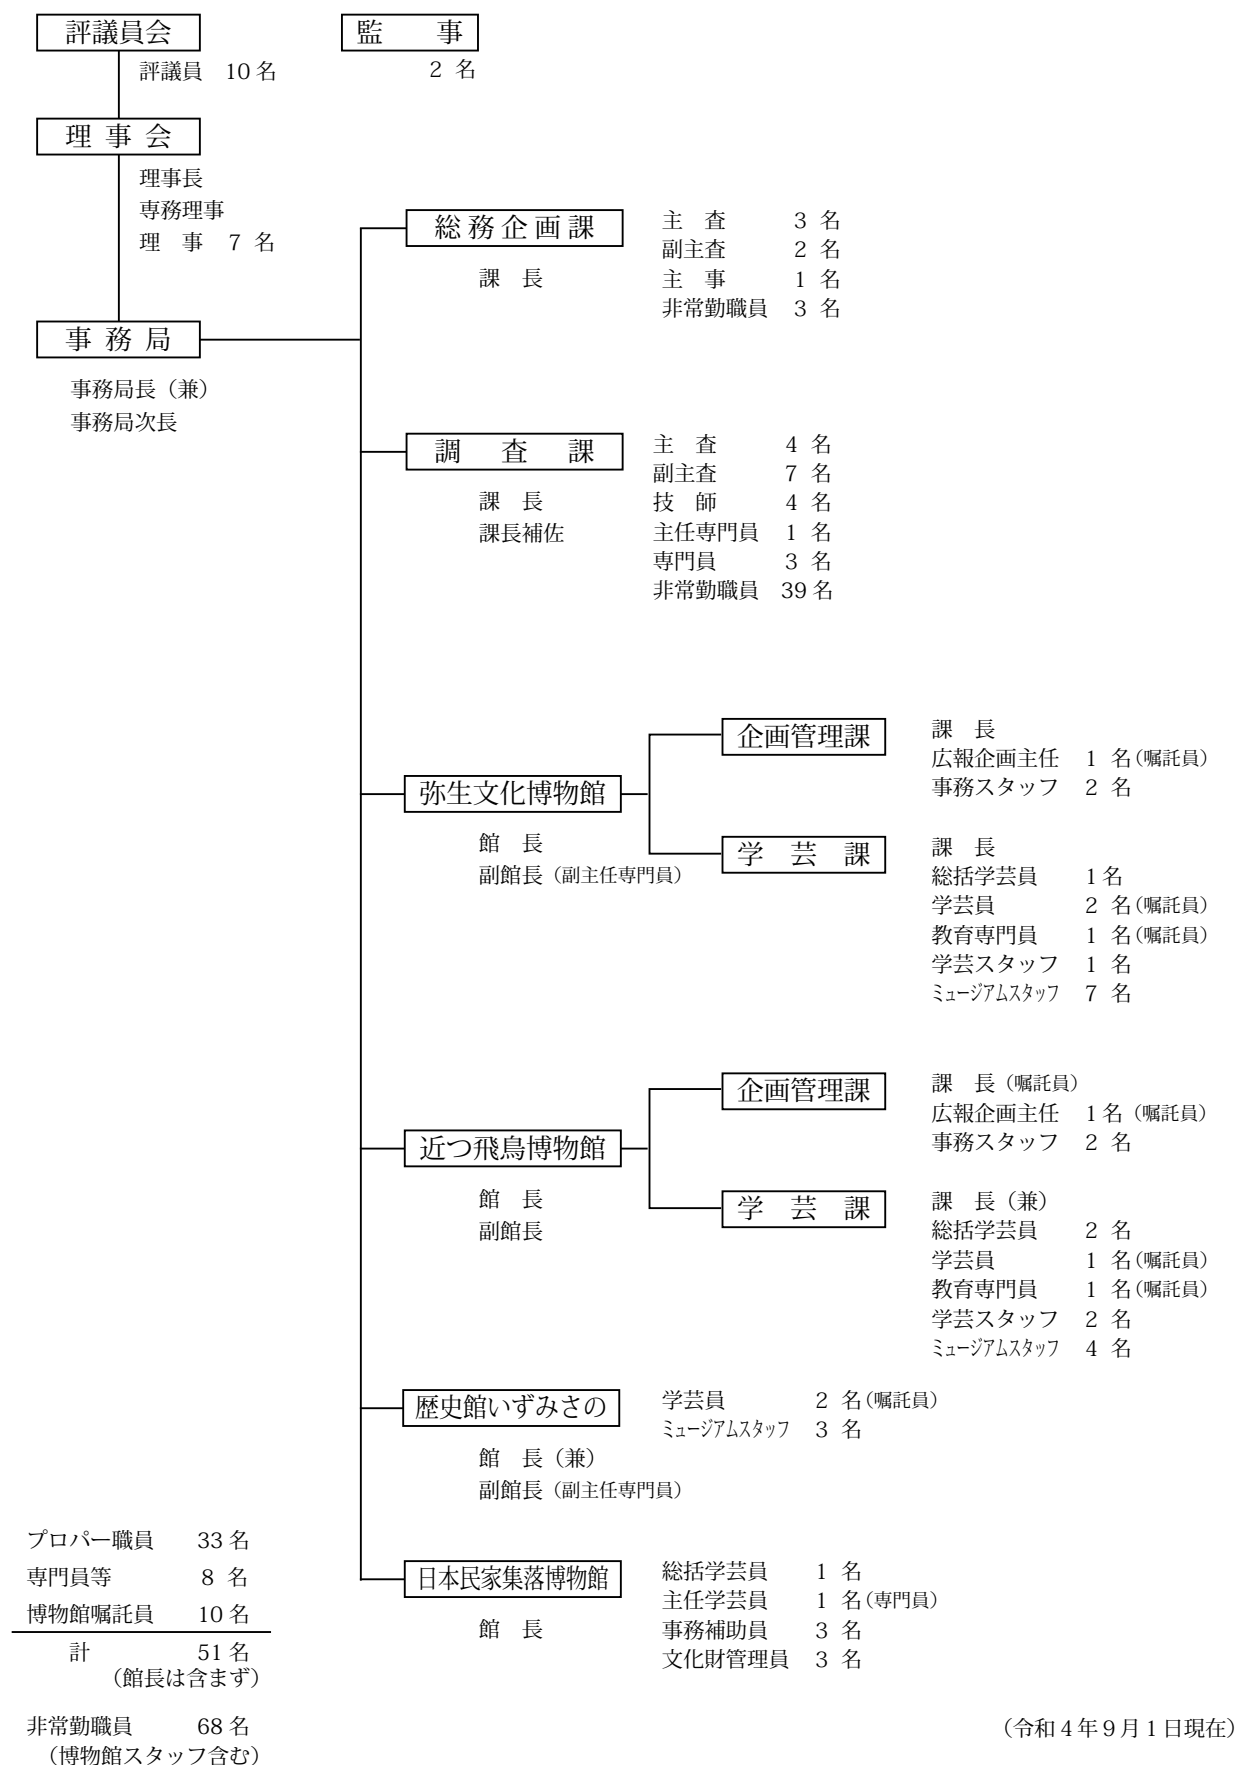 評議員会
評議員　10 名
監　　事
2 名
理 事 会
理事長
専務理事
理　事　7 名
事 務 局
事務局長（兼）
事務局次長
総 務 企 画 課
課　長
主　査　　　3 名
副主査　　　2 名
主　事　　　1 名
非常勤職員　3 名
調　査　課
課　長
課長補佐
主　査　　　4 名
副主査　　　7 名
技　師　　　4 名
主任専門員　1 名
専門員　　　3 名
非常勤職員　39 名
弥生文化博物館
館　長
副館長（副主任専門員）
企画管理課
課　長
広報企画主任　1 名（嘱託員）
事務スタッフ　2 名
学　芸　課
課　長
総括学芸員　　1 名
学芸員　　　　2 名（嘱託員）
教育専門員　　1 名（嘱託員）
学芸スタッフ　1 名
ミュージアムスタッフ　7 名
近つ飛鳥博物館
館　長
副館長
企画管理課
課　長（嘱託員）
広報企画主任　1 名（嘱託員）
事務スタッフ　2 名
学　芸　課
課　長（兼）
総括学芸員　　2 名
学芸員　　　　1 名（嘱託員）
教育専門員　　1 名（嘱託員）
学芸スタッフ　2 名
ミュージアムスタッフ　4 名
歴史館いずみさの
館　長（兼）
副館長（副主任専門員）
学芸員　　　　2 名（嘱託員）
ミュージアムスタッフ　3 名
日本民家集落博物館
館　長
総括学芸員　　1 名
主任学芸員　　1 名（専門員）
事務補助員　　3 名
文化財管理員　3 名
プロパー職員　　33 名
専門員等　　　　8 名
博物館嘱託員　　10 名
計　　　　　51 名
（館長は含まず）
非常勤職員　　　68 名
（博物館スタッフ含む）
（令和 4 年 9 月 1 日現在）